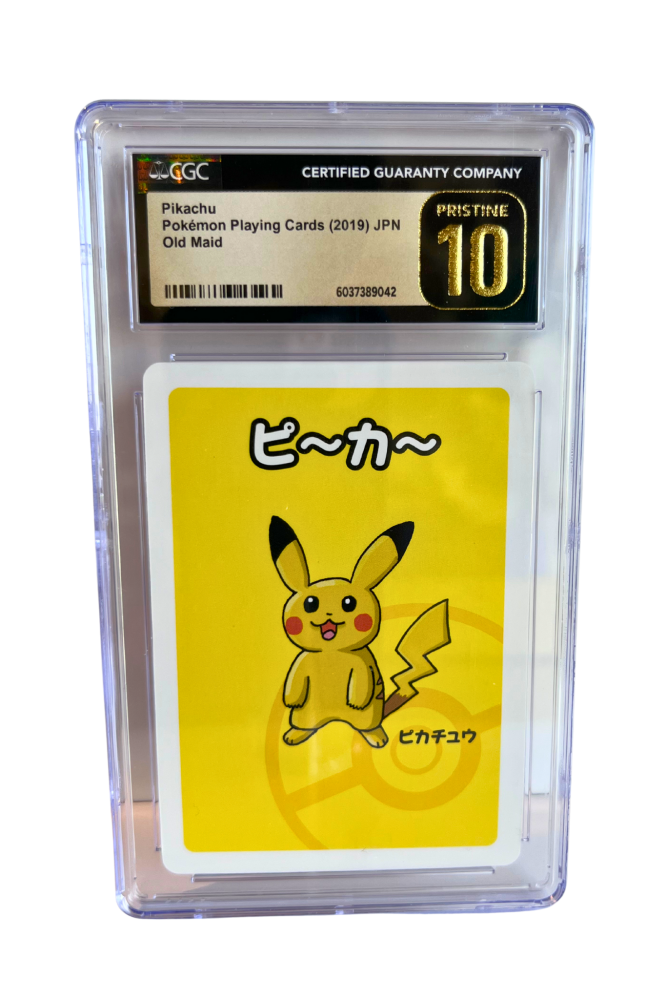 CGC
CERTIFIED GUARANTY COMPANY
Pikachu
Pokémon Playing Cards (2019) JPN
Old Maid
6037389042
PRISTINE
10
ピ〜カ〜
ピカチュウ